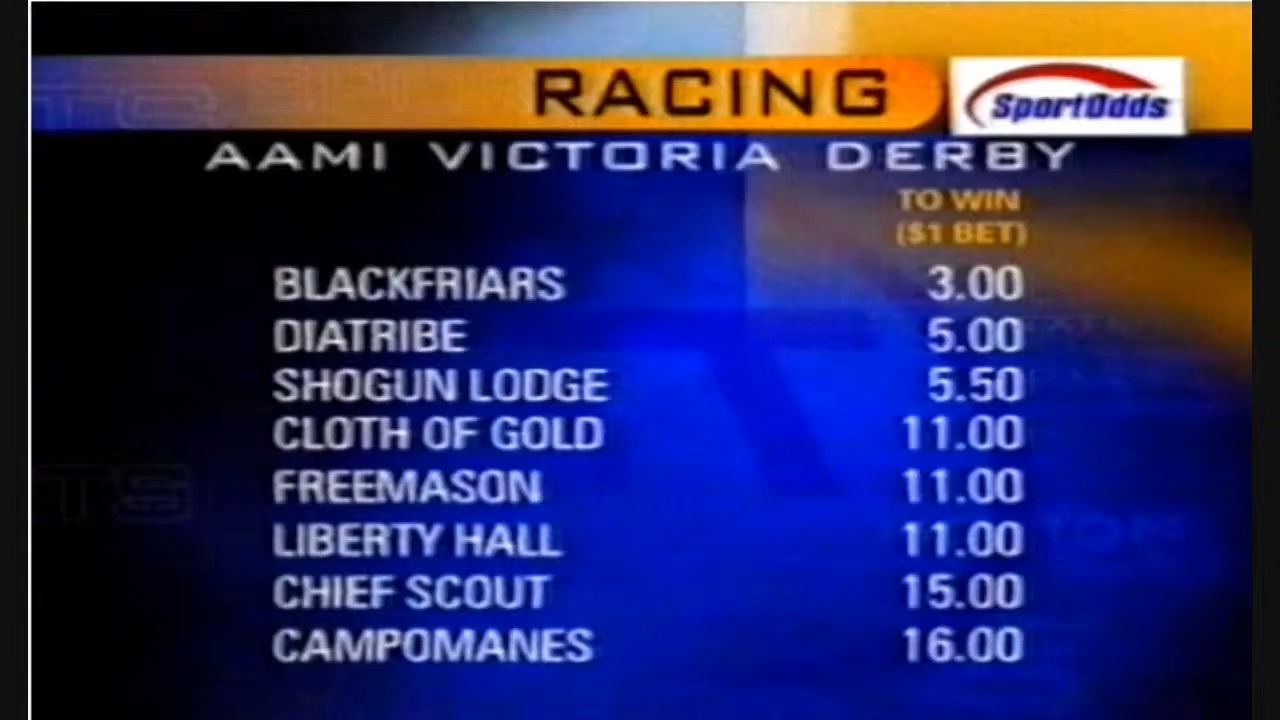 RACING
SportOdds
AAMI VICTORIA DERBY
TO WIN
($1 BET)
BLACKFRIARS 3.00
DIATRIBE 5.00
SHOGUN LODGE 5.50
CLOTH OF GOLD 11.00
FREEMASON 11.00
LIBERTY HALL 11.00
CHIEF SCOUT 15.00
CAMPOMANES 16.00